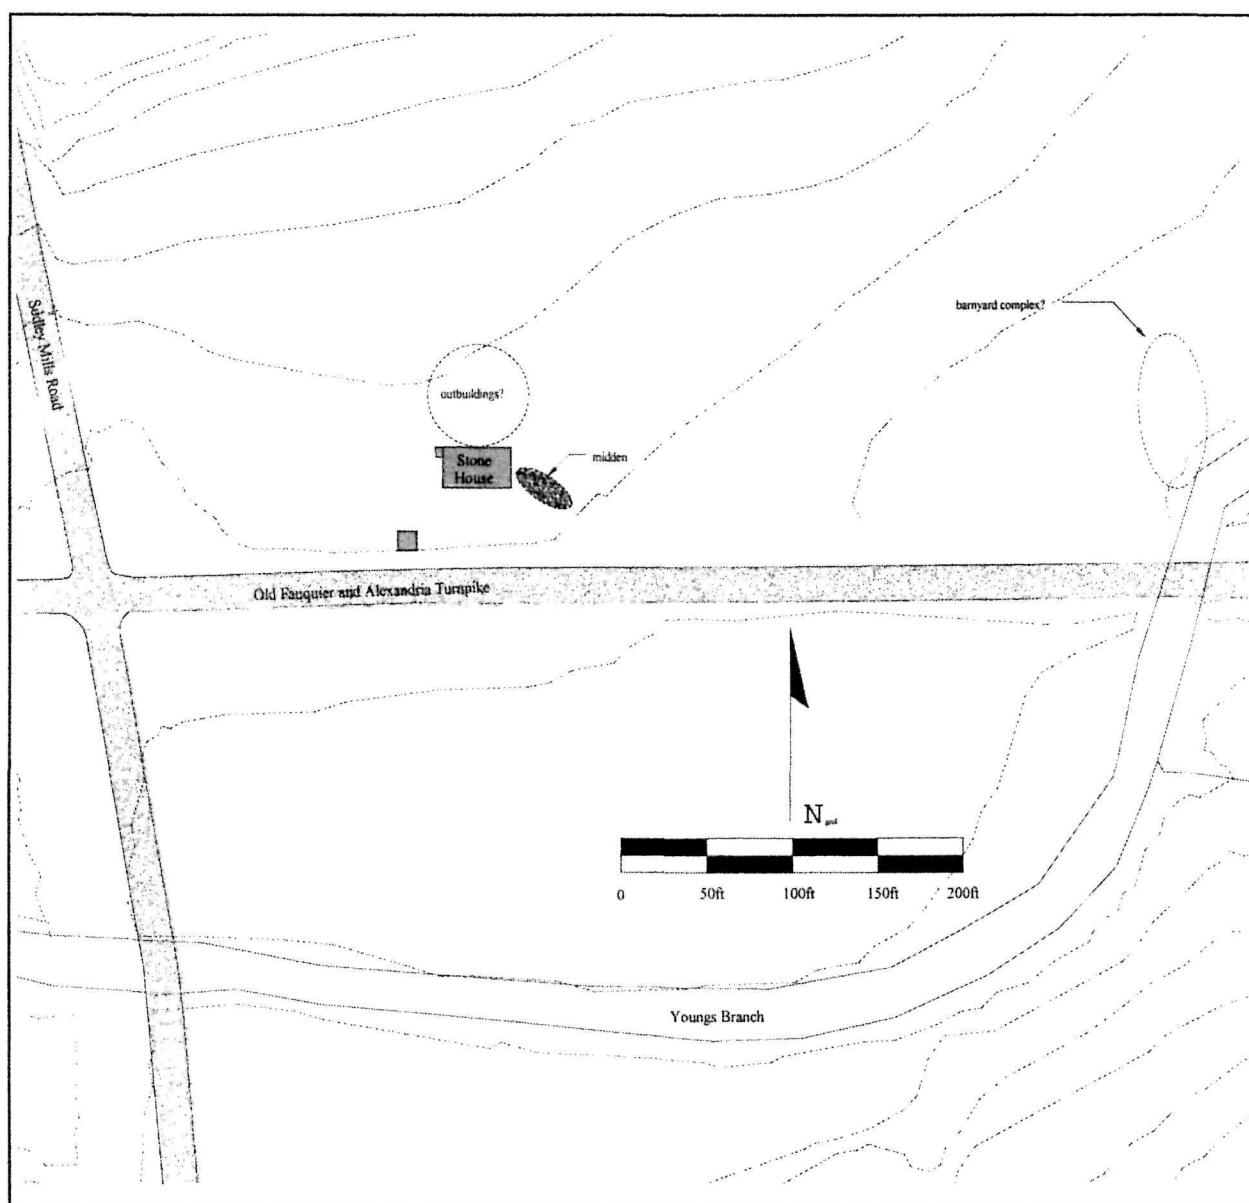 barnyard complex?
Sudley Mills Road
outbuildings?
midden
Stone
House
Old Fauquier and Alexandria Turnpike
N grid
0 50ft 100ft 150ft 200ft
Youngs Branch